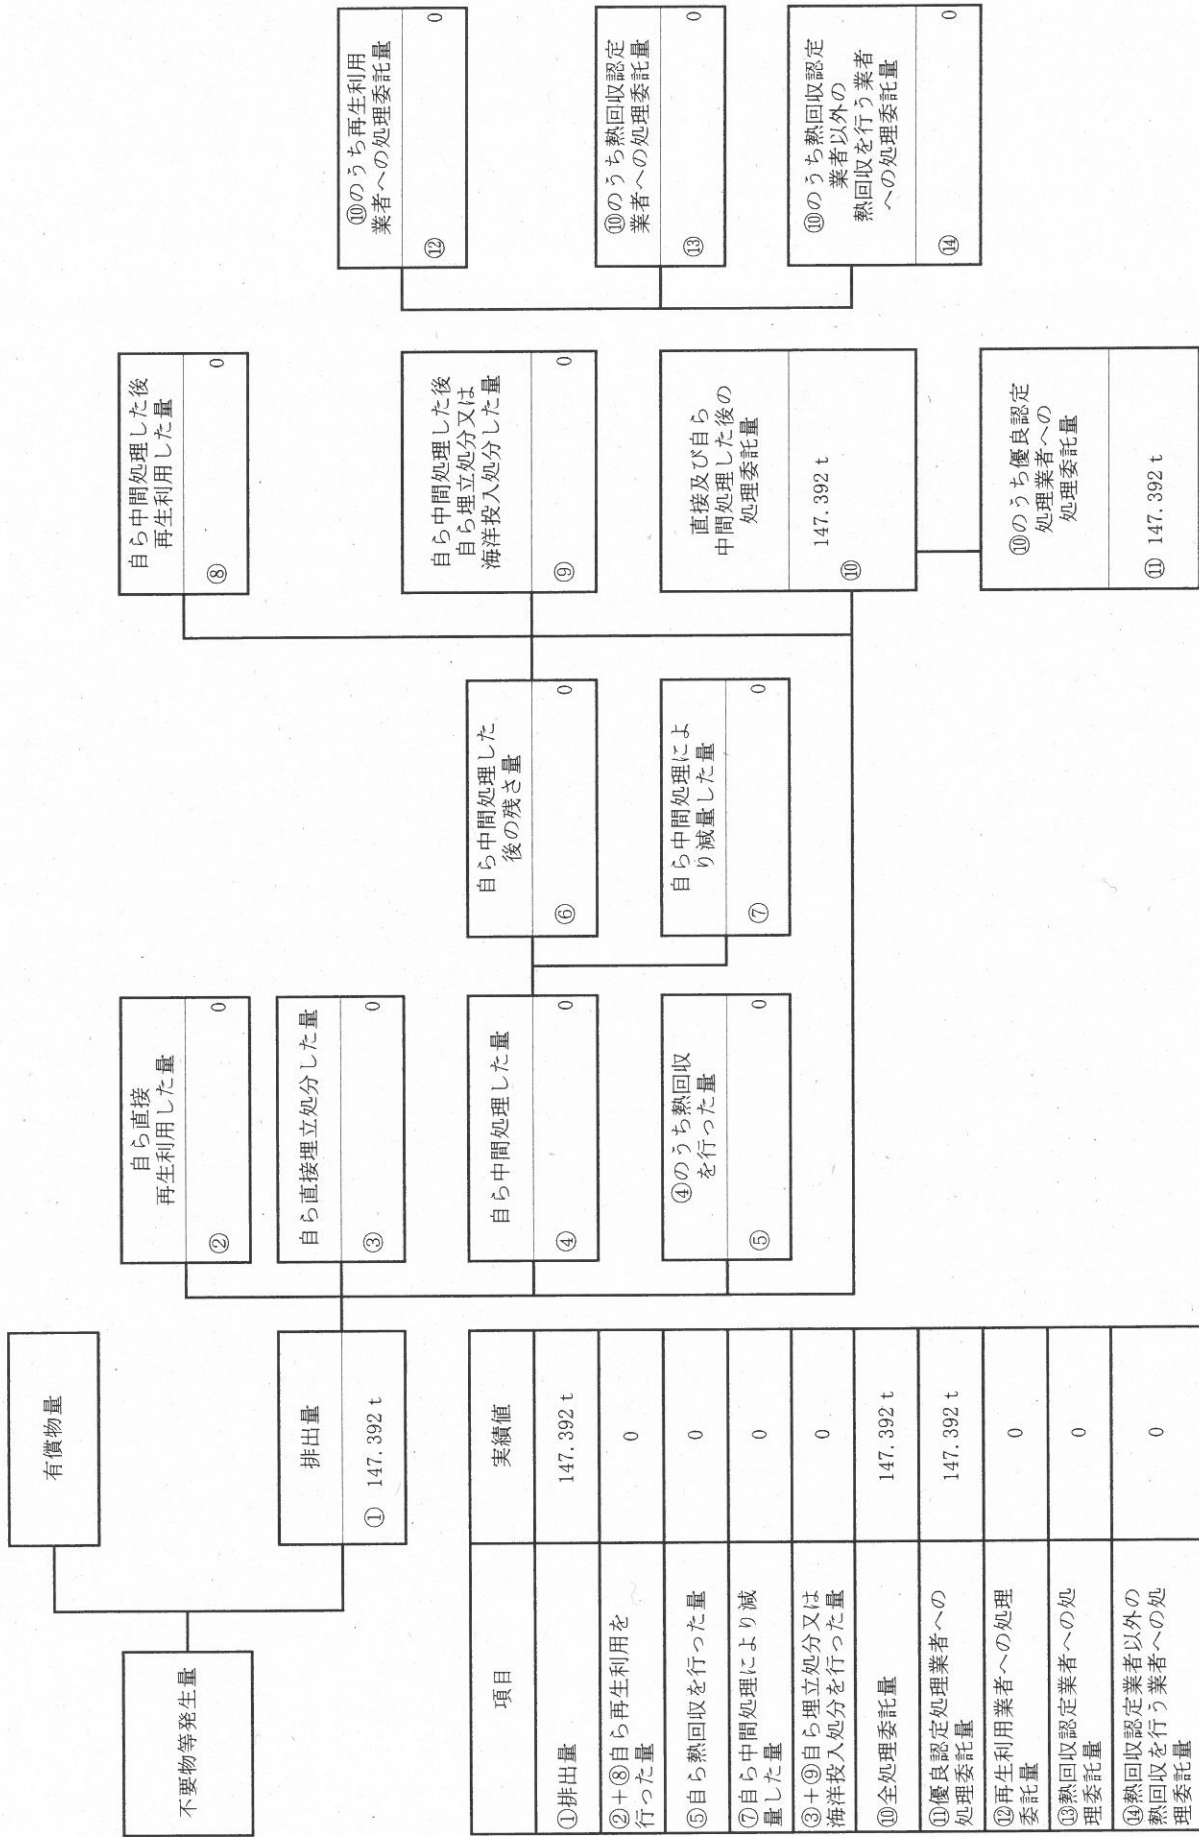 不要物等発生量
有償物量
排出量
① 147.392 t
自ら直接
再生利用した量
② 0
自ら直接埋立処分した量
③ 0
自ら中間処理した量
④ 0
④のうち熱回収
を行った量
⑤ 0
自ら中間処理した
後の残さ量
⑥ 0
自ら中間処理によ
り減量した量
⑦ 0
自ら中間処理した後
再生利用した量
⑧ 0
自ら中間処理した後
自ら埋立処分又は
海洋投入処分した量
⑨ 0
直接及び自ら
中間処理した後の
処理委託量
147.392 t
⑩
⑩のうち優良認定
処理業者への
処理委託量
⑪ 147.392 t
⑩のうち再生利用
業者への処理委託量
⑫ 0
⑩のうち熱回収認定
業者への処理委託量
⑬ 0
⑩のうち熱回収認定
業者以外の
熱回収を行う業者
への処理委託量
⑭ 0
項目 実績値
①排出量 147.392 t
②+⑧自ら再生利用を
行った量 0
⑤自ら熱回収を行った量 0
⑦自ら中間処理により減
量した量 0
③+⑨自ら埋立処分又は
海洋投入処分を行った量 0
⑩全処理委託量 147.392 t
⑪優良認定処理業者への
処理委託量 147.392 t
⑫再生利用業者への処理
委託量 0
⑬熱回収認定業者への処
理委託量 0
⑭熱回収認定業者以外の
熱回収を行う業者への処
理委託量 0